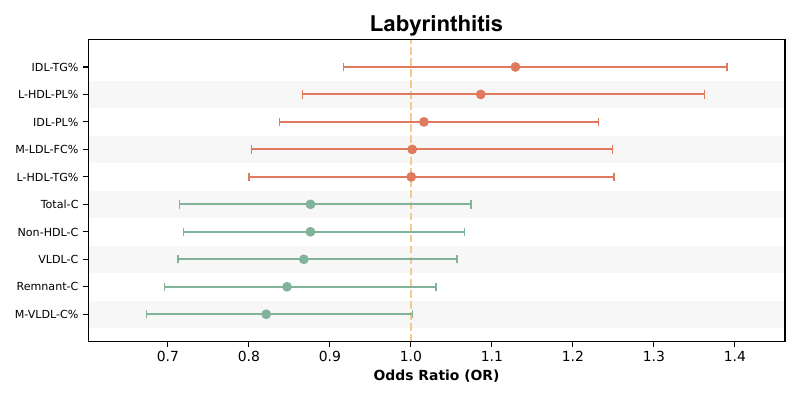 Labyrinthitis
IDL-TG%
L-HDL-PL%
IDL-PL%
M-LDL-FC%
L-HDL-TG%
Total-C
Non-HDL-C
VLDL-C
Remnant-C
M-VLDL-C%
0.7 0.8 0.9 1.0 1.1 1.2 1.3 1.4
Odds Ratio (OR)